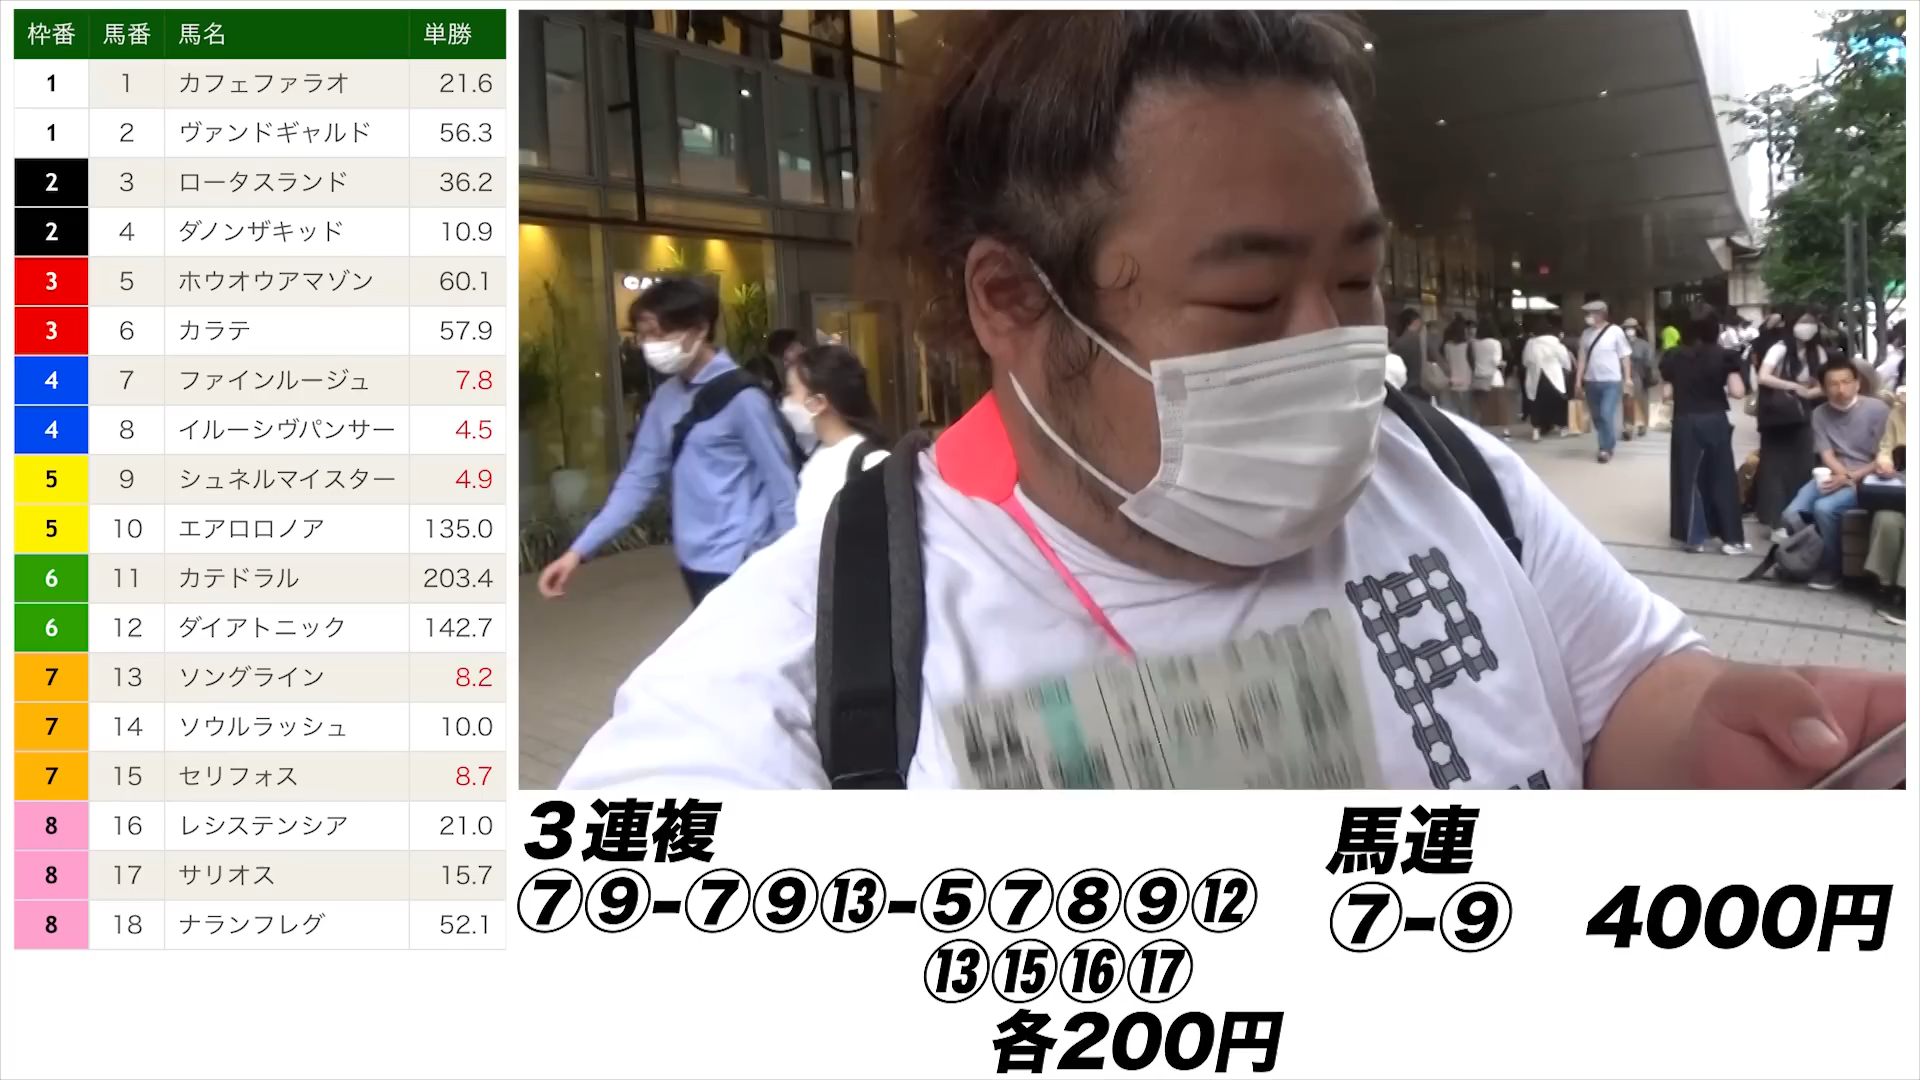 枠番 馬番 馬名 単勝
1 1 カフェファラオ 21.6
1 2 ヴァンドギャルド 56.3
2 3 ロータスランド 36.2
2 4 ダノンザキッド 10.9
3 5 ホウオウアマゾン 60.1
3 6 カラテ 57.9
4 7 ファインルージュ 7.8
4 8 イルーシヴパンサー 4.5
5 9 シュネルマイスター 4.9
5 10 エアロロノア 135.0
6 11 カテドラル 203.4
6 12 ダイアトニック 142.7
7 13 ソングライン 8.2
7 14 ソウルラッシュ 10.0
7 15 セリフォス 8.7
8 16 レシステンシア 21.0
8 17 サリオス 15.7
8 18 ナランフレグ 52.1
3連複
⑦⑨-⑦⑨⑬-⑤⑦⑧⑨⑫
⑬⑮⑯⑰
各200円
馬連
⑦-⑨ 4000円